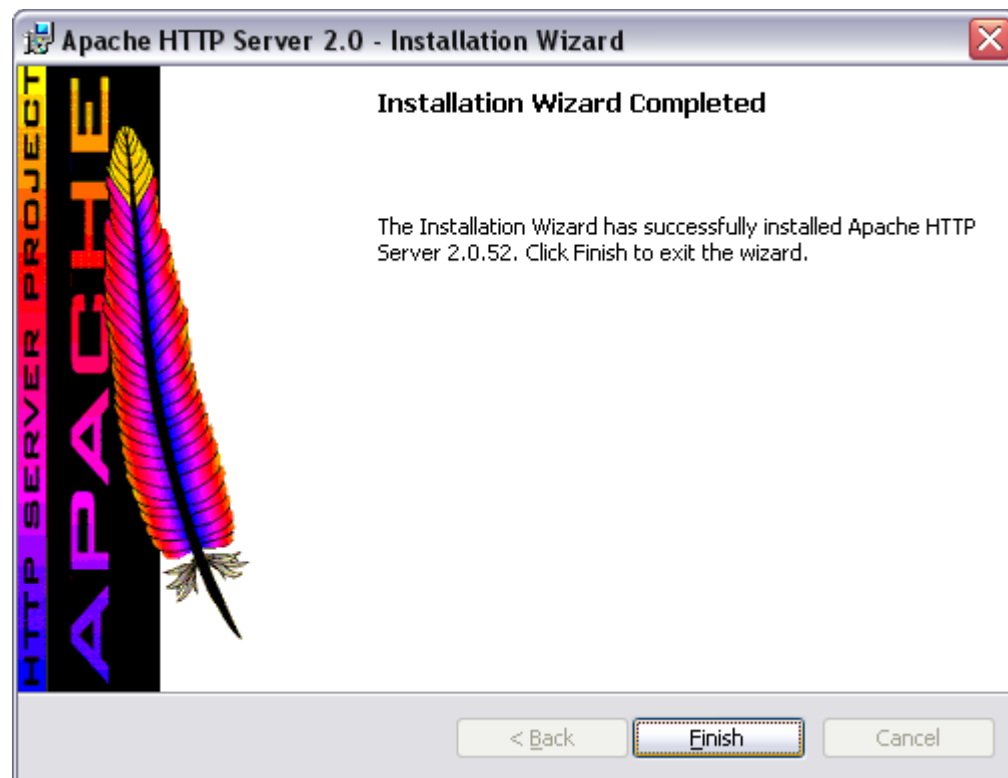 Apache HTTP Server 2.0 - Installation Wizard
HTTP SERVER PROJECT
APACHE
Installation Wizard Completed
The Installation Wizard has successfully installed Apache HTTP
Server 2.0.52. Click Finish to exit the wizard.
< Back
Finish
Cancel